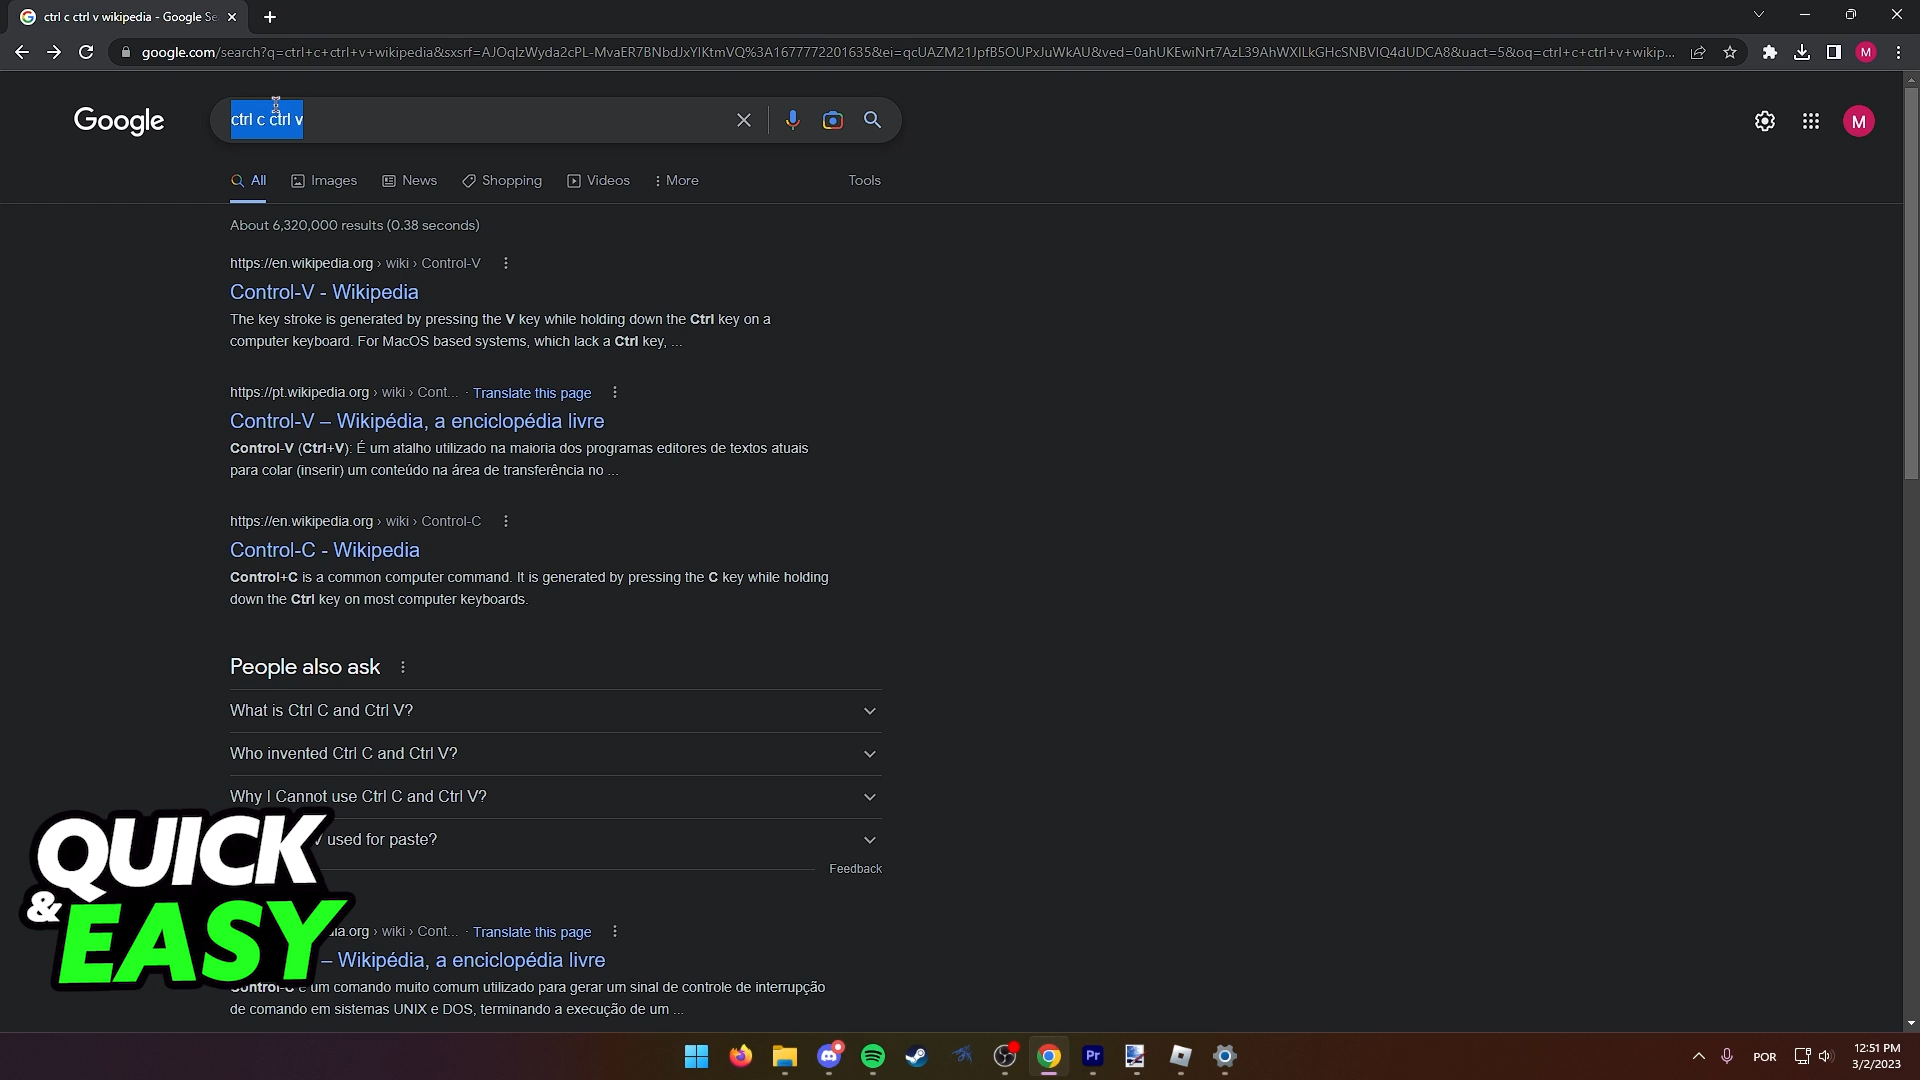 ctrl c ctrl v wikipedia - Google Se
google.com/search?q=ctrl+c+ctrl+v+wikipedia&sxsrf=AJOqlzWyda2cPL-MvaER7BNbdJxYlKtmVQ%3A1677772201635&ei=qcUAZM21JpfB5OUPxJuWkAU&ved=0ahUKEwiNrt7AzL39AhWXILkGHcSNBVIQ4dUDCA8&uact=5&oq=ctrl+c+ctrl+v+wikip...
M
Google
ctrl c ctrl v
M
All
Images
News
Shopping
Videos
More
Tools
About 6,320,000 results (0.38 seconds)
https://en.wikipedia.org › wiki › Control-V
Control-V - Wikipedia
The key stroke is generated by pressing the V key while holding down the Ctrl key on a
computer keyboard. For MacOS based systems, which lack a Ctrl key, ...
https://pt.wikipedia.org › wiki › Cont... · Translate this page
Control-V – Wikipédia, a enciclopédia livre
Control-V (Ctrl+V): É um atalho utilizado na maioria dos programas editores de textos atuais
para colar (inserir) um conteúdo na área de transferência no ...
https://en.wikipedia.org › wiki › Control-C
Control-C - Wikipedia
Control+C is a common computer command. It is generated by pressing the C key while holding
down the Ctrl key on most computer keyboards.
People also ask
What is Ctrl C and Ctrl V?
Who invented Ctrl C and Ctrl V?
Why I Cannot use Ctrl C and Ctrl V?
V used for paste?
Feedback
QUICK
& EASY
dia.org › wiki › Cont... · Translate this page
– Wikipédia, a enciclopédia livre
Control-C é um comando muito comum utilizado para gerar um sinal de controle de interrupção
de comando em sistemas UNIX e DOS, terminando a execução de um ...
Pr
POR
12:51 PM
3/2/2023